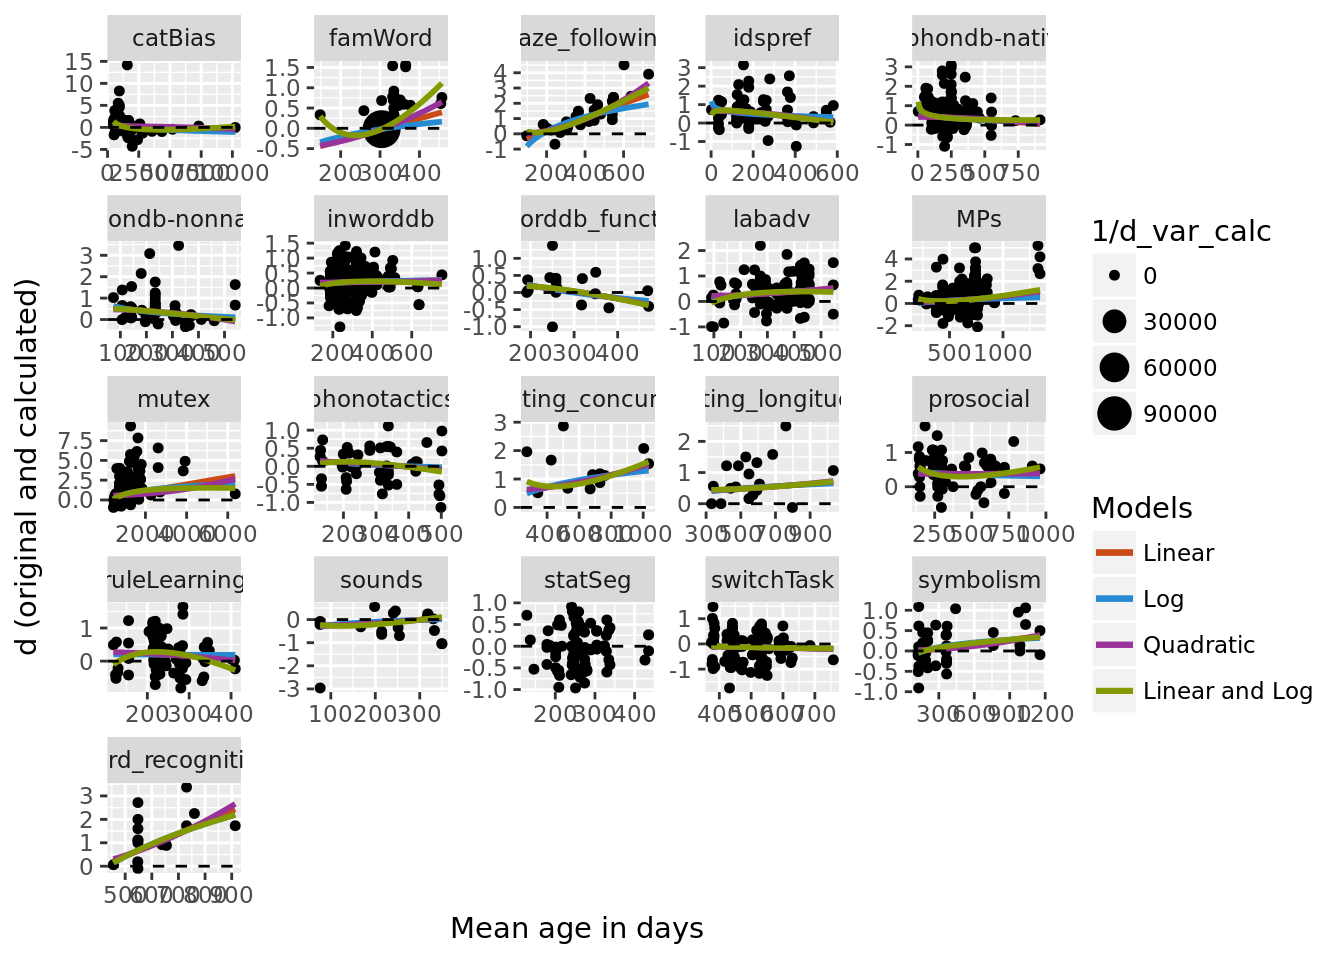 catBias famWord aze_followin idspref phondb-nativ
15 10 5 0 -5
1.5 1.0 0.5 0.0 -0.5
4 3 2 1 0 -1
3 2 1 0 -1
3 2 1 0 -1
0 250 500 750 1000
200 300 400
200 400 600
0 200 400 600
0 250 500 750
ondb-nonna inworddb orddb_funct labadv MPs
3 2 1 0
1.5 1.0 0.5 0.0 -0.5 -1.0
1.0 0.5 0.0 -0.5 -1.0
2 1 0 -1
4 2 0 -2
100 200 300 400 500
200 400 600
200 300 400
100 200 300 400 500
500 1000
mutex phonotactics ting_concur ting_longitud prosocial
7.5 5.0 2.5 0.0
1.0 0.5 0.0 -0.5 -1.0
3 2 1 0
2 1 0
1 0
2000 4000 6000
200 300 400 500
400 600 800 1000
300 500 700 900
250 500 750 1000
ruleLearning sounds statSeg switchTask symbolism
1 0
0 -1 -2 -3
1.0 0.5 0.0 -0.5 -1.0
1 0 -1
1.0 0.5 0.0 -0.5 -1.0
200 300 400
100 200 300
200 300 400
400 500 600 700
300 600 900 1200
rd_recogniti
3 2 1 0
500 600 700 800 900
Mean age in days
d (original and calculated)
1/d_var_calc
0
30000
60000
90000
Models
Linear
Log
Quadratic
Linear and Log